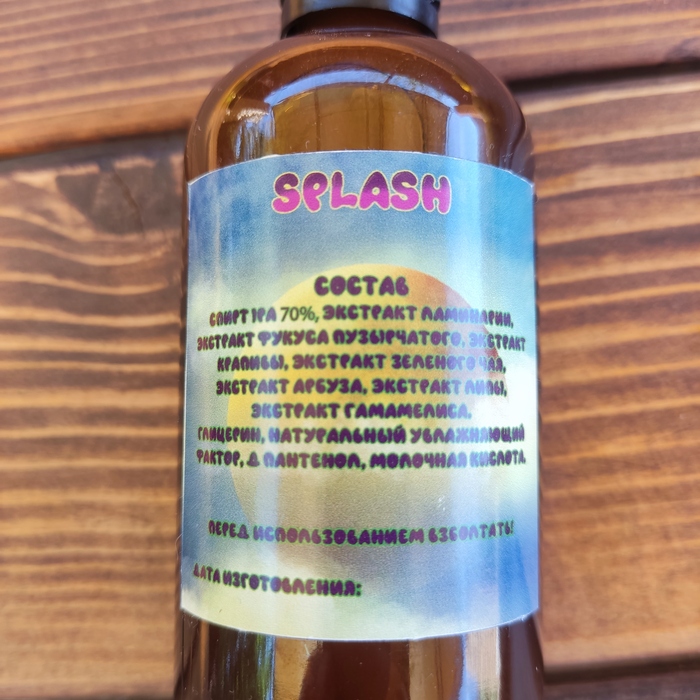 SPLASH
СОСТАВ
СПИРТ IPA 70%, ЭКСТРАКТ ЛАМИНАРИИ,
ЭКСТРАКТ ФУКУСА ПУЗЫРЧАТОГО, ЭКСТРАКТ
КРАПИВЫ, ЭКСТРАКТ ЗЕЛЕНОГО ЧАЯ,
ЭКСТРАКТ АРБУЗА, ЭКСТРАКТ ЛИПЫ,
ЭКСТРАКТ ГАМАМЕЛИСА,
ГЛИЦЕРИН, НАТУРАЛЬНЫЙ УВЛАЖНЯЮЩИЙ
ФАКТОР, Д ПАНТЕНОЛ, МОЛОЧНАЯ КИСЛОТА.
ПЕРЕД ИСПОЛЬЗОВАНИЕМ ВЗБОЛТАТЬ!
ДАТА ИЗГОТОВЛЕНИЯ: